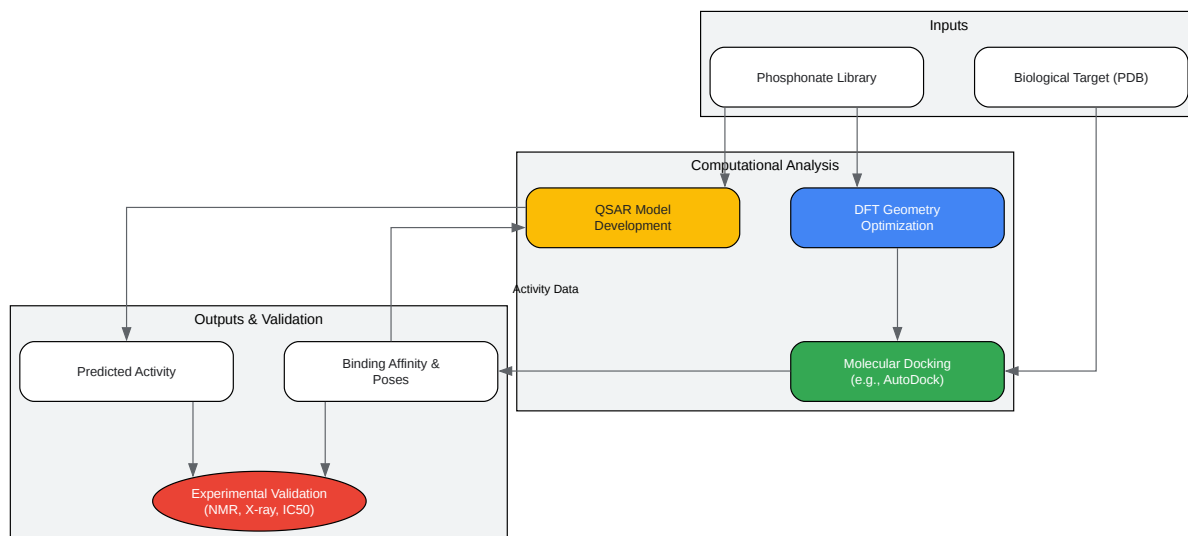 Inputs
Phosphonate Library
Biological Target (PDB)
Computational Analysis
QSAR Model
Development
DFT Geometry
Optimization
Activity Data
Outputs & Validation
Predicted Activity
Binding Affinity &
Poses
Molecular Docking
(e.g., AutoDock)
Experimental Validation
(NMR, X-ray, IC50)